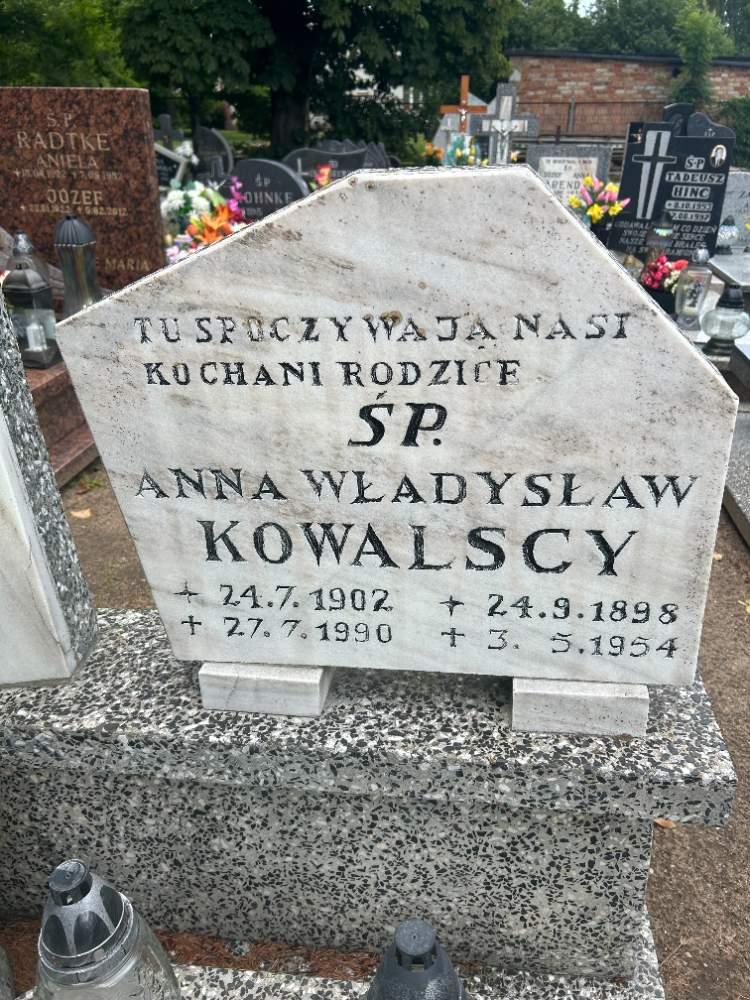 Ś.P.
RADTKE
ANIELA
JÓZEF
MARIA
Ś.P.
Ś.P.
TADEUSZ
HINC
TU SPOCZYWAJĄ NASI
KOCHANI RODZICE
ŚP.
ANNA WŁADYSŁAW
KOWALSCY
+ 24.7.1902 + 24.9.1898
+ 27.7.1990 + 3. 5.1954